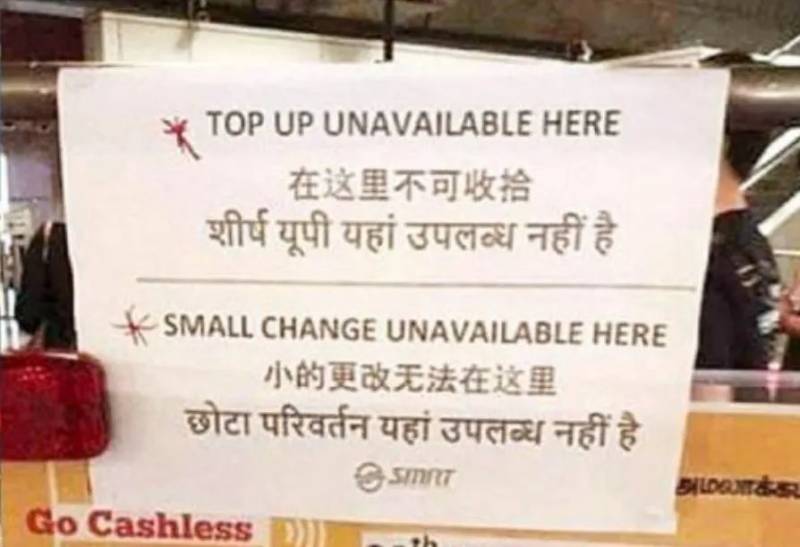 TOP UP UNAVAILABLE HERE
在这里不可收拾
शीर्ष यूपी यहां उपलब्ध नहीं है
SMALL CHANGE UNAVAILABLE HERE
小的更改无法在这里
छोटा परिवर्तन यहां उपलब्ध नहीं है
SMRT
Go Cashless